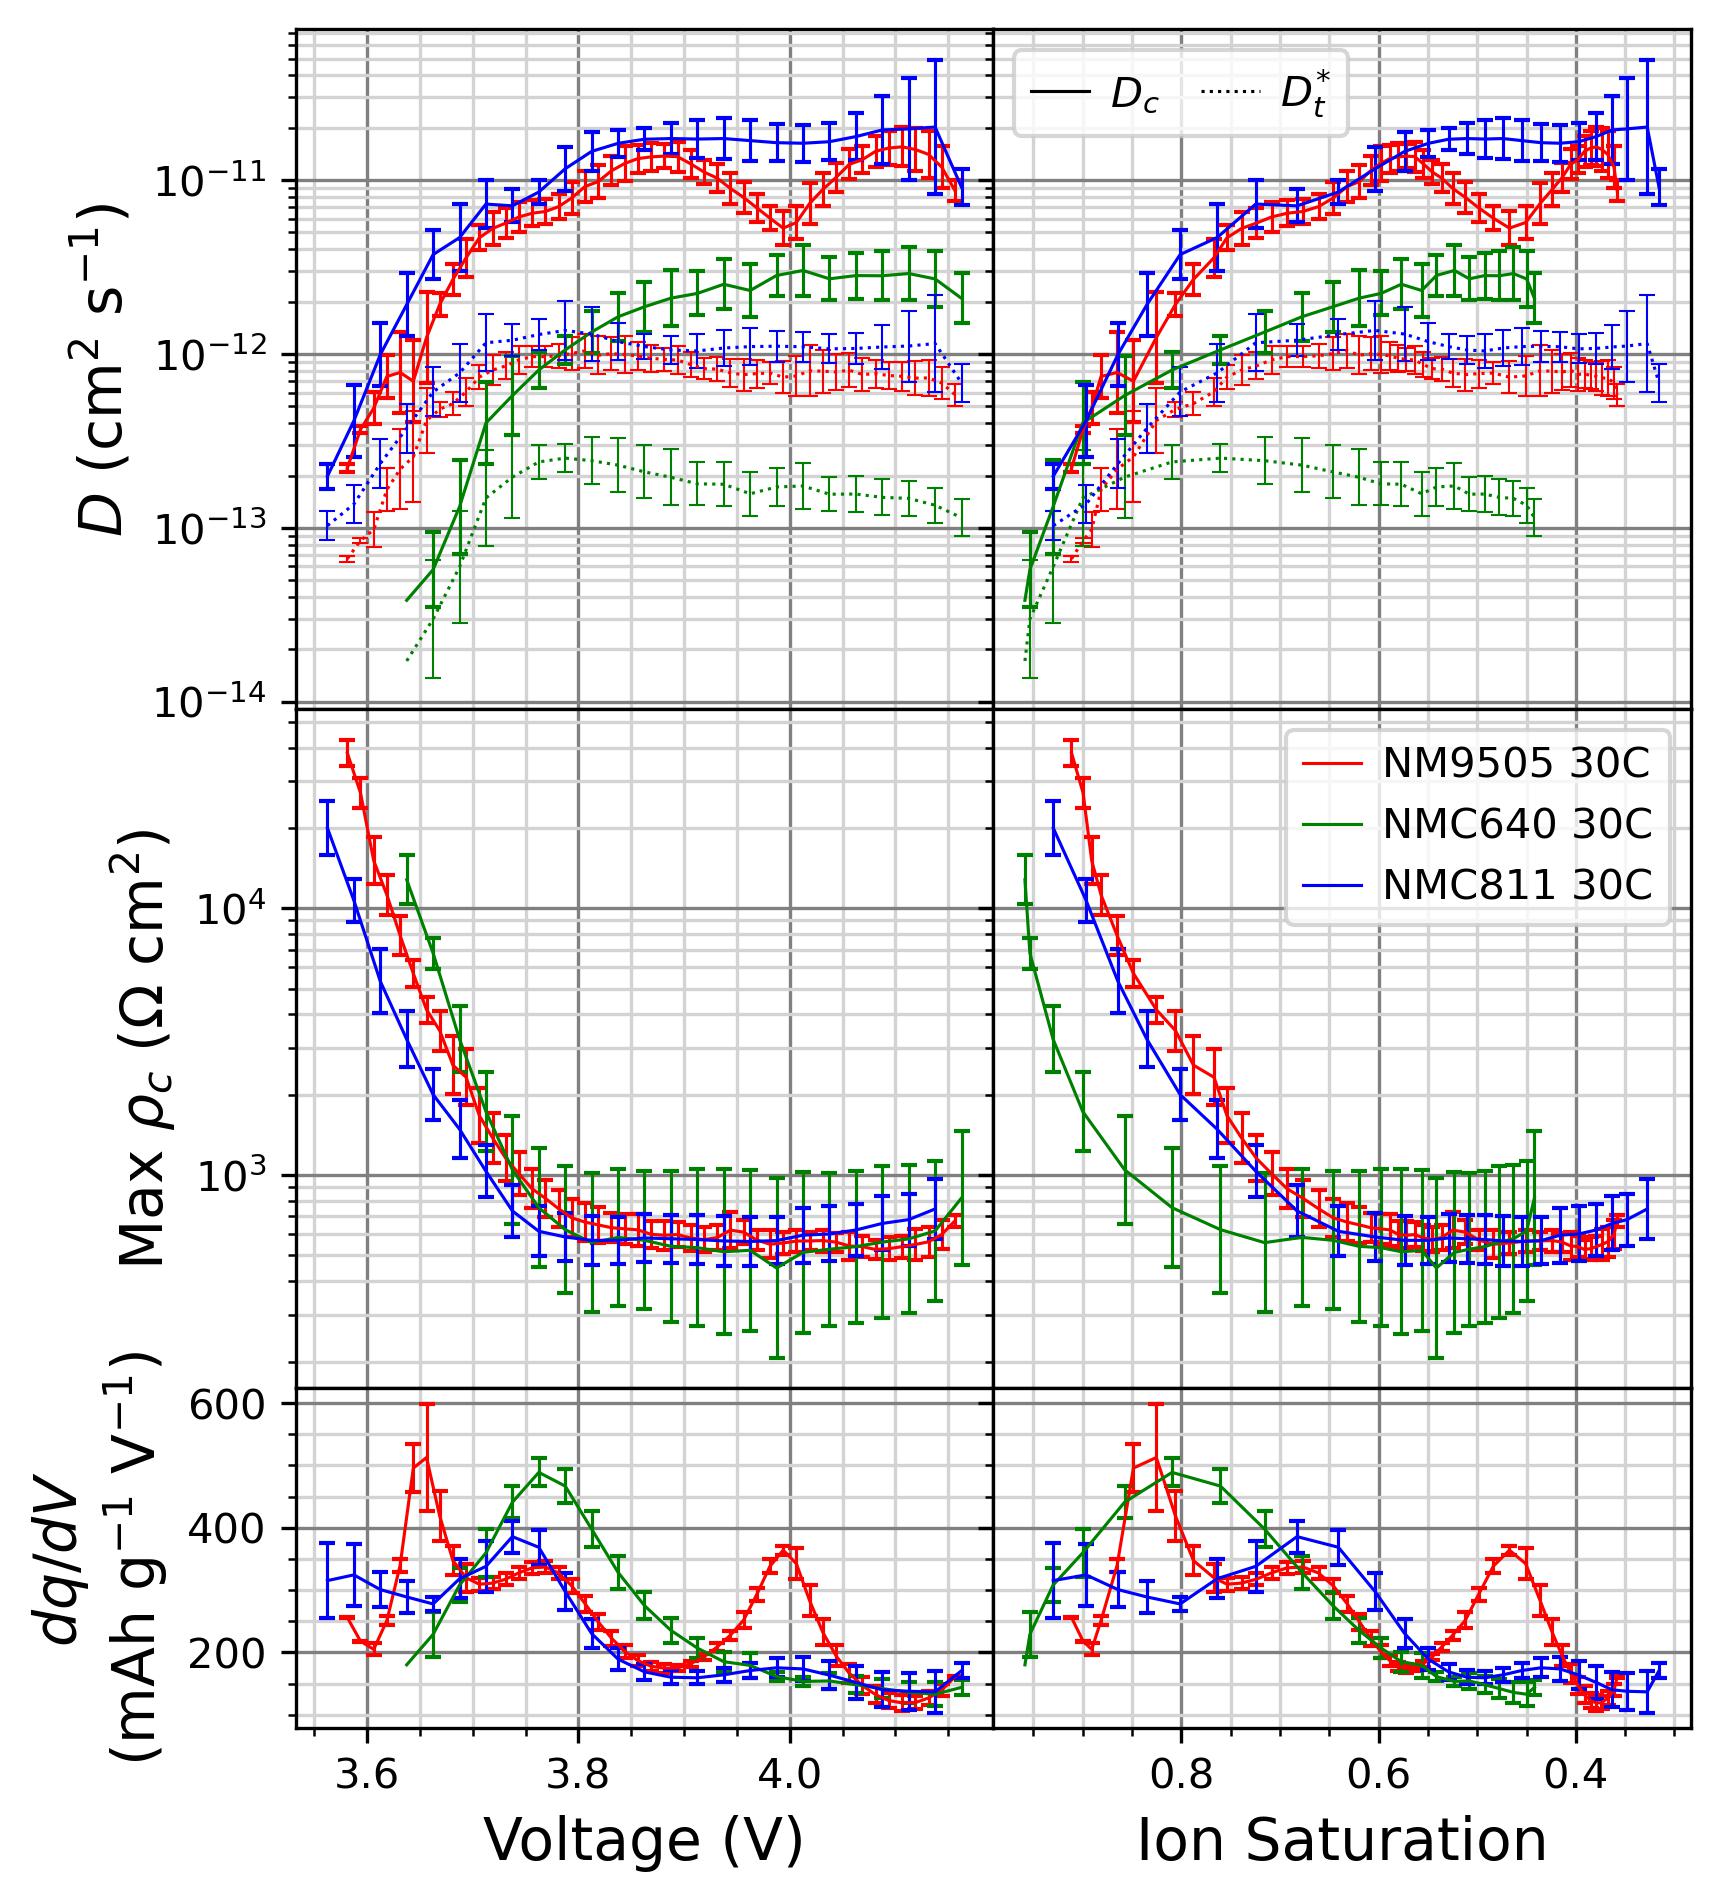 D_c D_t^*
10^−11
10^−12
10^−13
10^−14
D (cm^2 s^−1)
NM9505 30C
NMC640 30C
NMC811 30C
10^4
10^3
Max ρ_c (Ω cm^2)
600
400
200
dq/dV
(mAh g^−1 V^−1)
3.6 3.8 4.0 0.8 0.6 0.4
Voltage (V) Ion Saturation